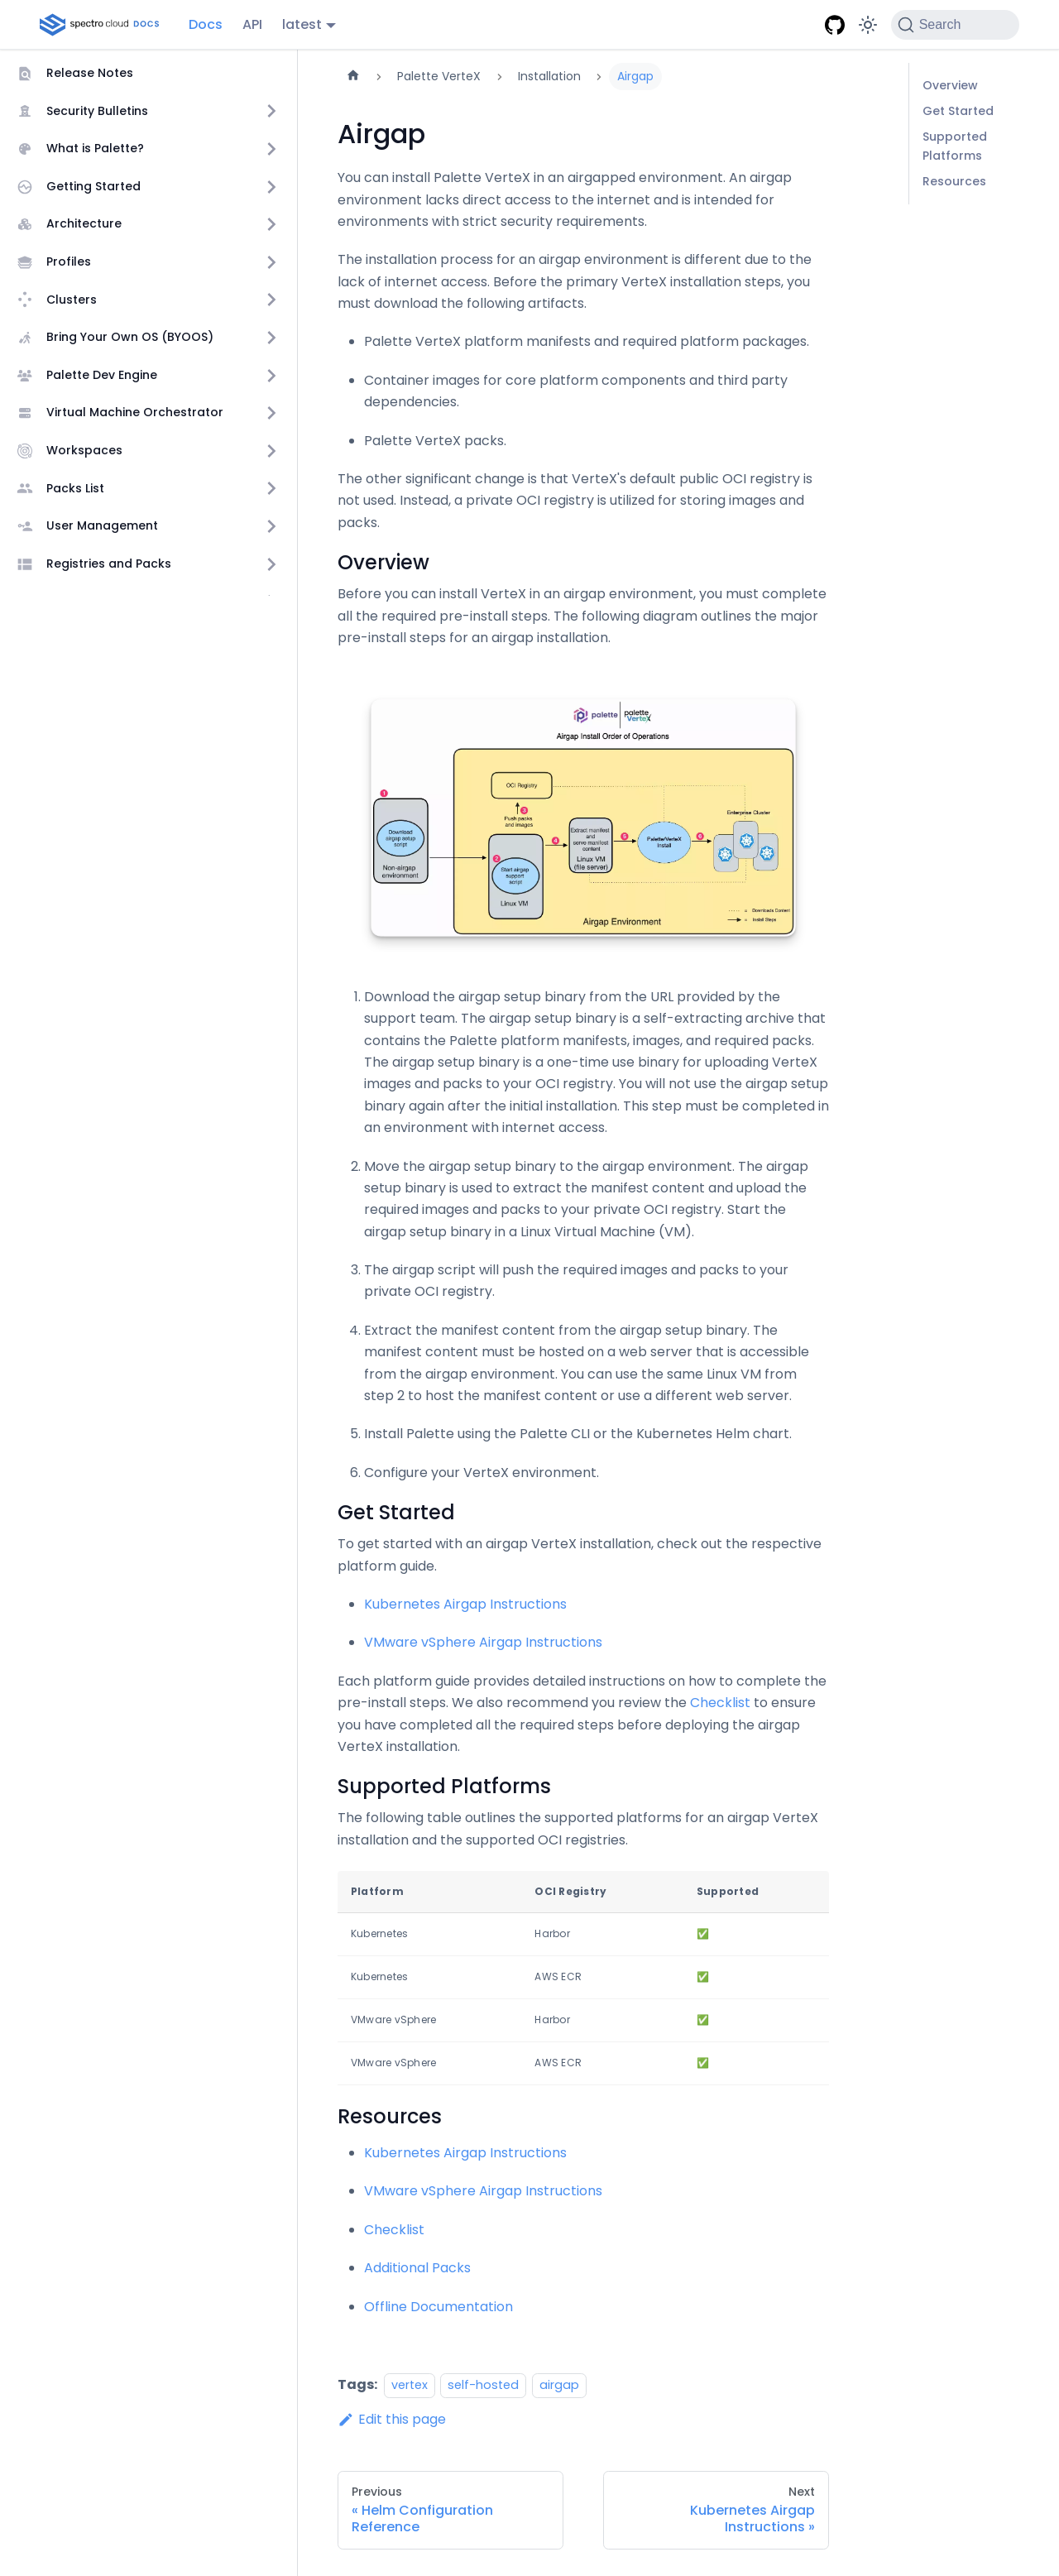 spectro cloud DOCS
Docs
API
latest
Search
Release Notes
Security Bulletins
What is Palette?
Getting Started
Architecture
Profiles
Clusters
Bring Your Own OS (BYOOS)
Palette Dev Engine
Virtual Machine Orchestrator
Workspaces
Packs List
User Management
Registries and Packs
Palette VerteX
Installation
Airgap
Airgap
You can install Palette VerteX in an airgapped environment. An airgap
environment lacks direct access to the internet and is intended for
environments with strict security requirements.
The installation process for an airgap environment is different due to the
lack of internet access. Before the primary VerteX installation steps, you
must download the following artifacts.
Palette VerteX platform manifests and required platform packages.
Container images for core platform components and third party
dependencies.
Palette VerteX packs.
The other significant change is that VerteX's default public OCI registry is
not used. Instead, a private OCI registry is utilized for storing images and
packs.
Overview
Before you can install VerteX in an airgap environment, you must complete
all the required pre-install steps. The following diagram outlines the major
pre-install steps for an airgap installation.
palette
palette
VerteX
Airgap Install Order of Operations
1
Download
airgap setup
script
Non-airgap
environment
OCI Registry
3
Push packs
and images
2
Start airgap
support
script
Linux VM
4
Extract manifest
and
serve manifest
content
Linux VM
(file server)
5
Palette/VerteX
Install
6
Enterprise Cluster
Airgap Environment
= Downloads Content
= Install Steps
1. Download the airgap setup binary from the URL provided by the
support team. The airgap setup binary is a self-extracting archive that
contains the Palette platform manifests, images, and required packs.
The airgap setup binary is a one-time use binary for uploading VerteX
images and packs to your OCI registry. You will not use the airgap setup
binary again after the initial installation. This step must be completed in
an environment with internet access.
2. Move the airgap setup binary to the airgap environment. The airgap
setup binary is used to extract the manifest content and upload the
required images and packs to your private OCI registry. Start the
airgap setup binary in a Linux Virtual Machine (VM).
3. The airgap script will push the required images and packs to your
private OCI registry.
4. Extract the manifest content from the airgap setup binary. The
manifest content must be hosted on a web server that is accessible
from the airgap environment. You can use the same Linux VM from
step 2 to host the manifest content or use a different web server.
5. Install Palette using the Palette CLI or the Kubernetes Helm chart.
6. Configure your VerteX environment.
Get Started
To get started with an airgap VerteX installation, check out the respective
platform guide.
Kubernetes Airgap Instructions
VMware vSphere Airgap Instructions
Each platform guide provides detailed instructions on how to complete the
pre-install steps. We also recommend you review the Checklist to ensure
you have completed all the required steps before deploying the airgap
VerteX installation.
Supported Platforms
The following table outlines the supported platforms for an airgap VerteX
installation and the supported OCI registries.
Platform OCI Registry Supported
Kubernetes Harbor ✅
Kubernetes AWS ECR ✅
VMware vSphere Harbor ✅
VMware vSphere AWS ECR ✅
Resources
Kubernetes Airgap Instructions
VMware vSphere Airgap Instructions
Checklist
Additional Packs
Offline Documentation
Tags: vertex self-hosted airgap
Edit this page
Previous
« Helm Configuration
Reference
Next
Kubernetes Airgap
Instructions »
Overview
Get Started
Supported
Platforms
Resources